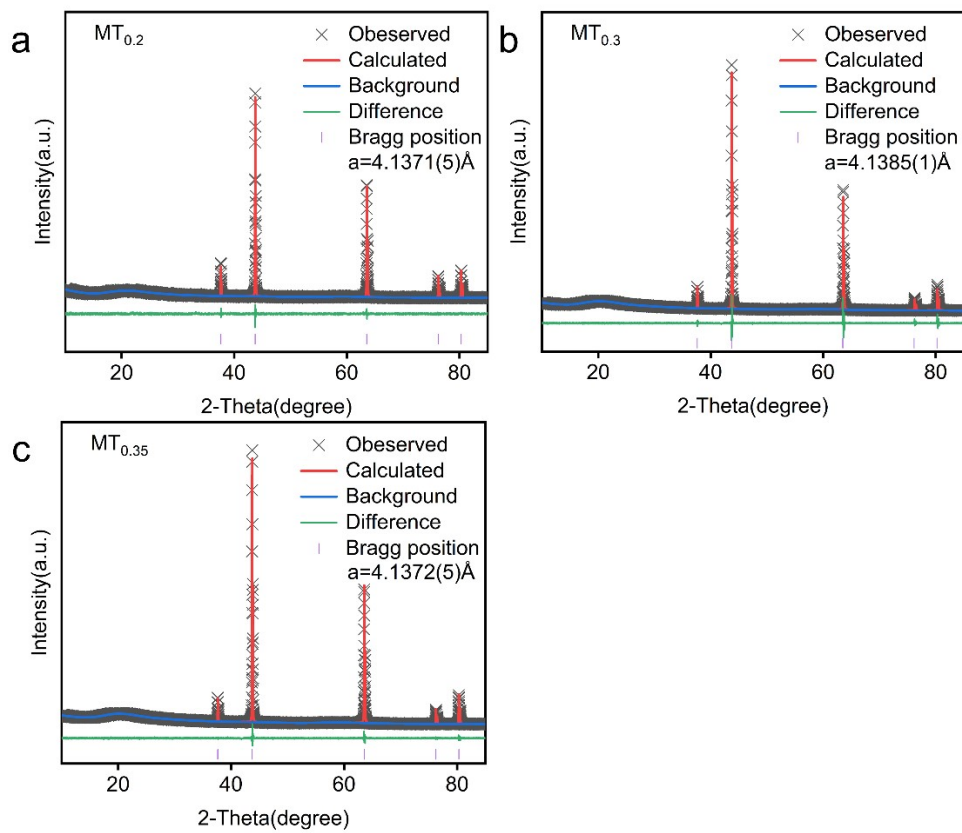 a
MT0.2
Obeserved
Calculated
Background
Difference
Bragg position
a=4.1371(5)Å
Intensity(a.u.)
20
40
60
80
2-Theta(degree)
b
MT0.3
Obeserved
Calculated
Background
Difference
Bragg position
a=4.1385(1)Å
Intensity(a.u.)
20
40
60
80
2-Theta(degree)
c
MT0.35
Obeserved
Calculated
Background
Difference
Bragg position
a=4.1372(5)Å
Intensity(a.u.)
20
40
60
80
2-Theta(degree)